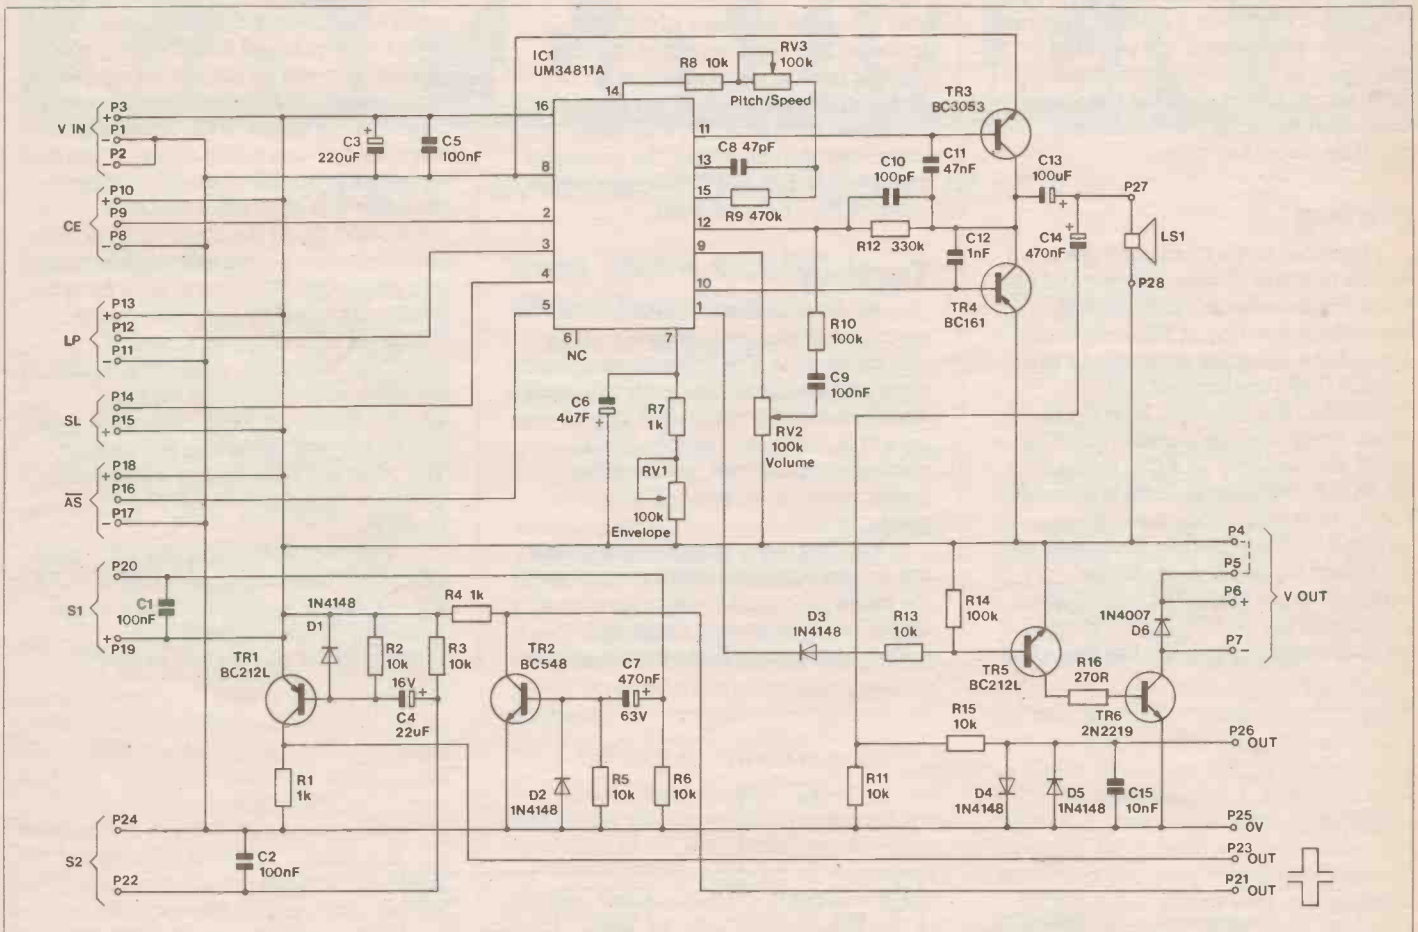 IC1
UM34811A
14
R8 10k
RV3
100k
Pitch/Speed
TR3
BC3053
V IN
P3
+
P1
−
P2
−
C3
220uF
+
C5
100nF
16
8
11
C8 47pF
13
15
R9 470k
C10
100pF
C11
47nF
C13
100uF
+
P27
CE
P10
+
P9
P8
−
2
3
4
5
12
9
10
1
R12 330k
C12
1nF
C14
470nF
+
LS1
P28
TR4
BC161
LP
P13
+
P12
P11
−
6
NC
7
R10
100k
C9
100nF
SL
P14
P15
+
C6
4u7F
+
R7
1k
RV2
100k
Volume
AS
P18
+
P16
P17
−
RV1
100k
Envelope
P4
−
P5
P6
+
P7
−
V OUT
S1
P20
C1
100nF
+
P19
1N4148
D1
R4 1k
R2
10k
R3
10k
TR1
BC212L
16V
+
C4
22uF
TR2
BC548
C7
470nF
+
63V
D3
1N4148
R13
10k
R14
100k
TR5
BC212L
R16
270R
1N4007
D6
TR6
2N2219
R1
1k
D2
1N4148
R5
10k
R6
10k
R11
10k
R15
10k
D4
1N4148
D5
1N4148
C15
10nF
P26
OUT
S2
P24
C2
100nF
P22
P25
0V
P23
OUT
P21
OUT